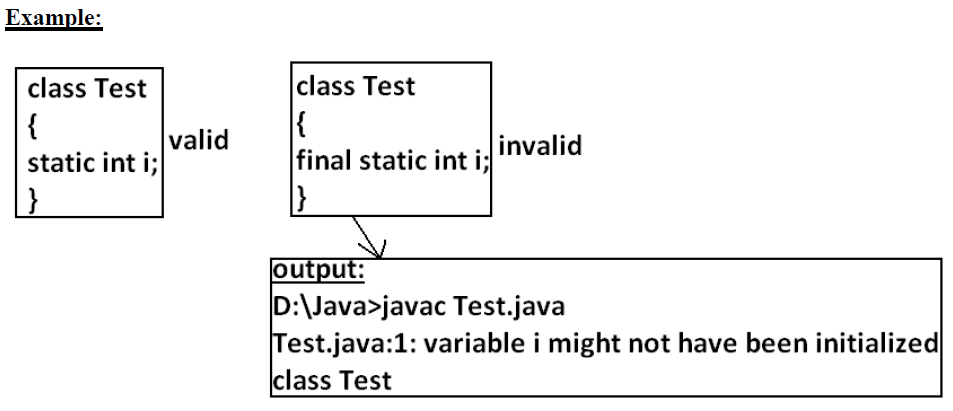 Example:
class Test
{
static int i;
}
valid
class Test
{
final static int i;
}
invalid
output:
D:\Java>javac Test.java
Test.java:1: variable i might not have been initialized
class Test